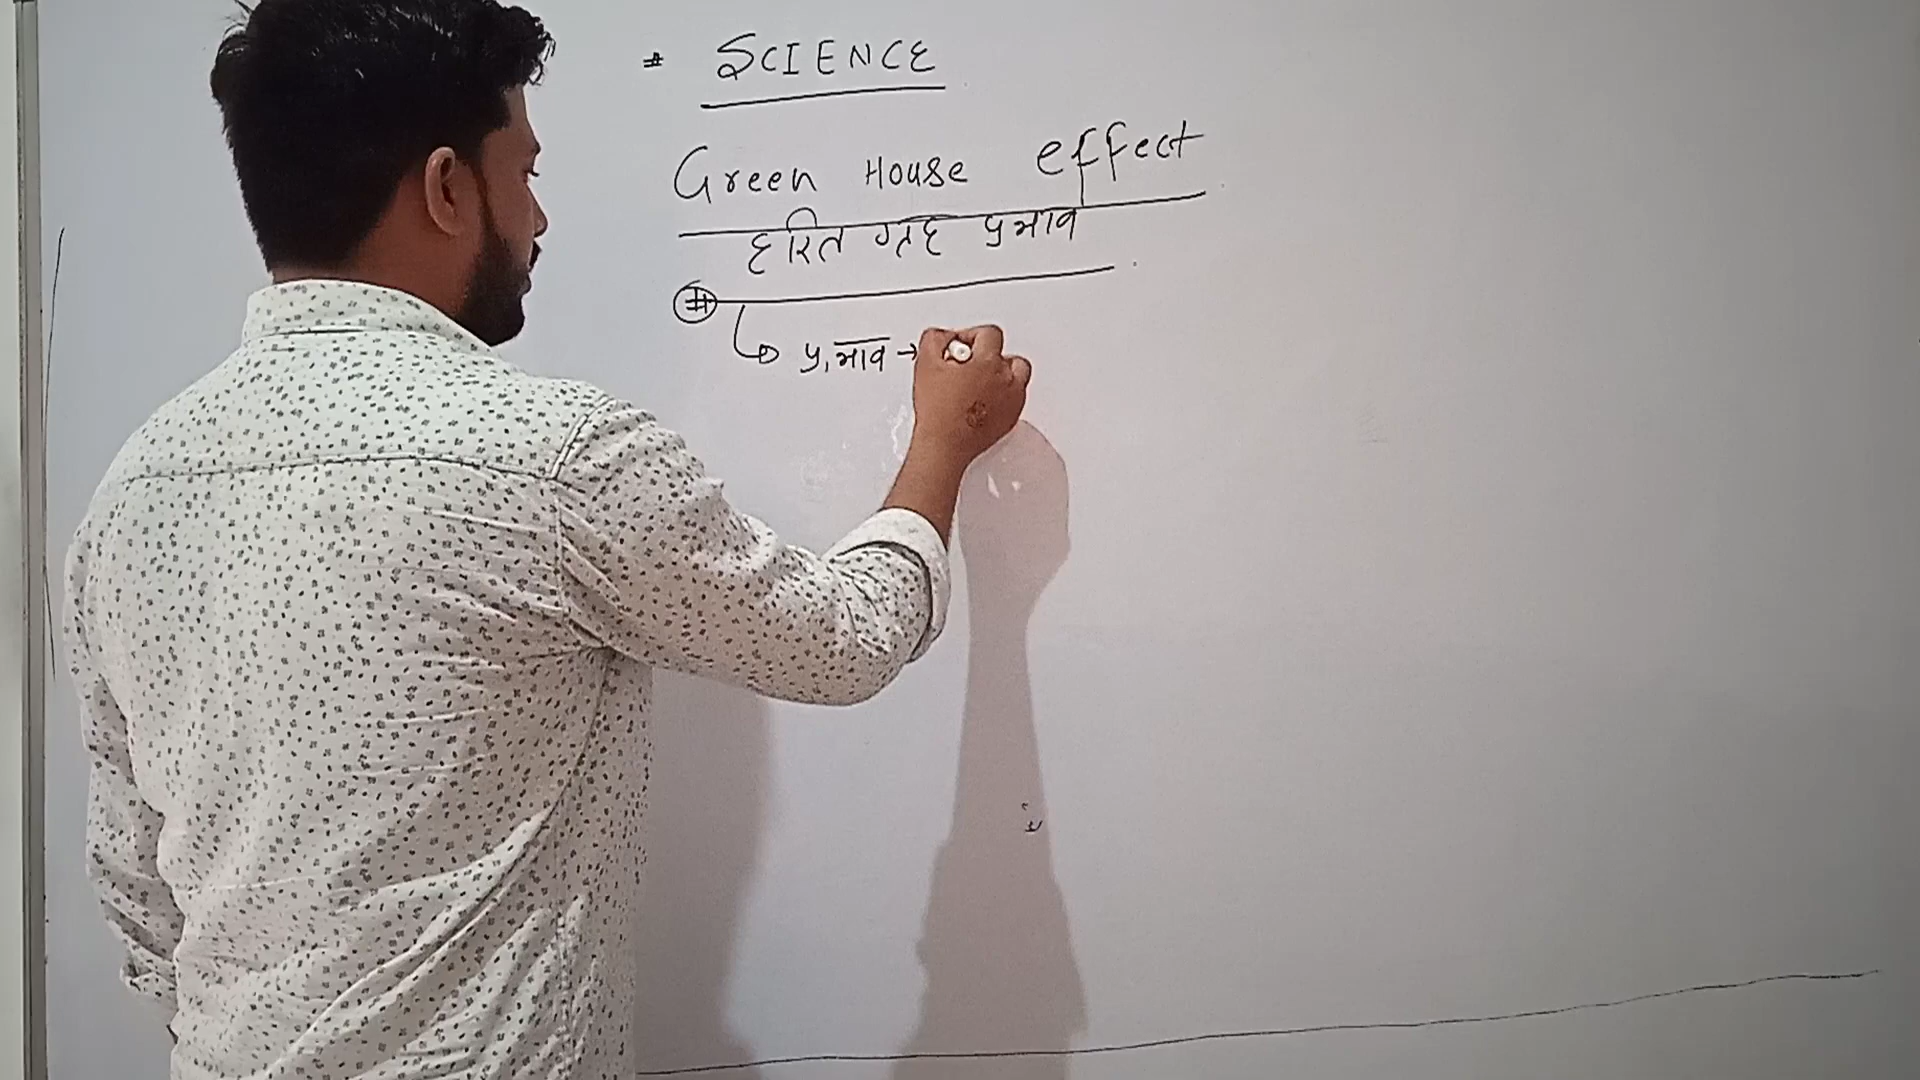 # SCIENCE
Green House effect
हरित गृह प्रभाव
#
प्रभाव →